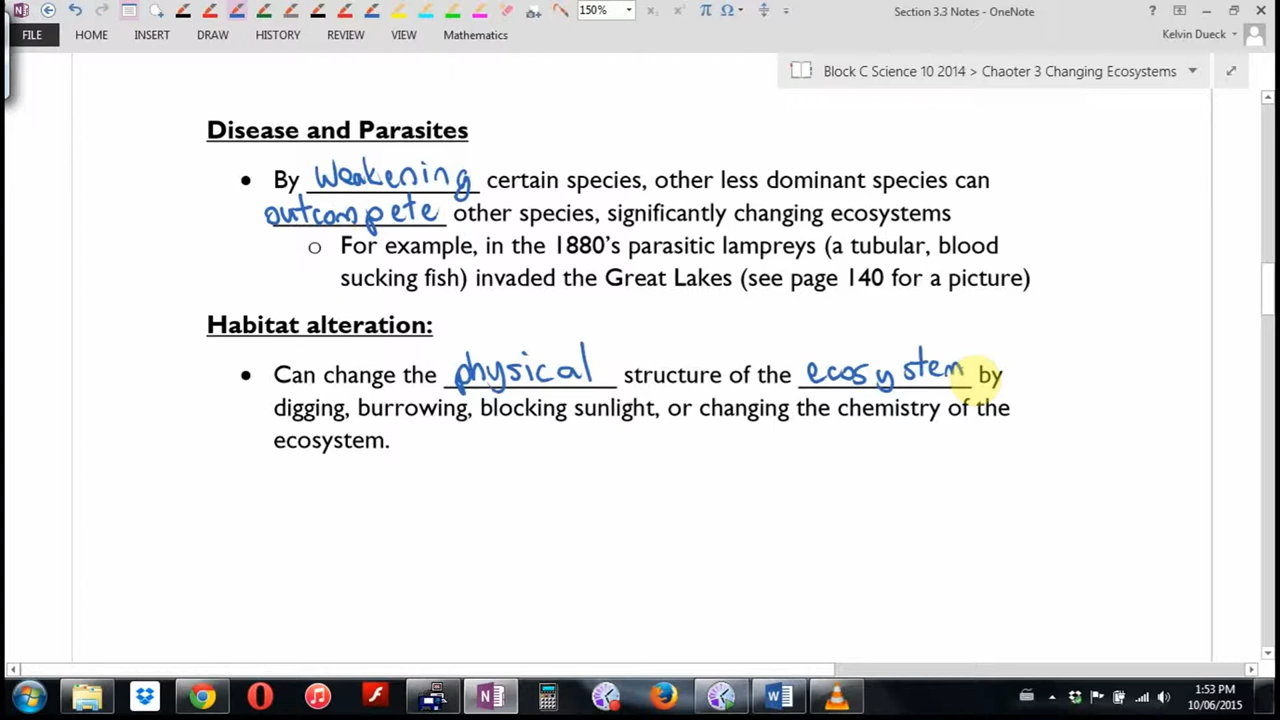 150%
Section 3.3 Notes - OneNote
?
FILE HOME INSERT DRAW HISTORY REVIEW VIEW Mathematics
Kelvin Dueck
Block C Science 10 2014 > Chaoter 3 Changing Ecosystems
Disease and Parasites
• By weakening certain species, other less dominant species can
outcompete other species, significantly changing ecosystems
o For example, in the 1880's parasitic lampreys (a tubular, blood
sucking fish) invaded the Great Lakes (see page 140 for a picture)
Habitat alteration:
• Can change the physical structure of the ecosystem by
digging, burrowing, blocking sunlight, or changing the chemistry of the
ecosystem.
1:53 PM
10/06/2015